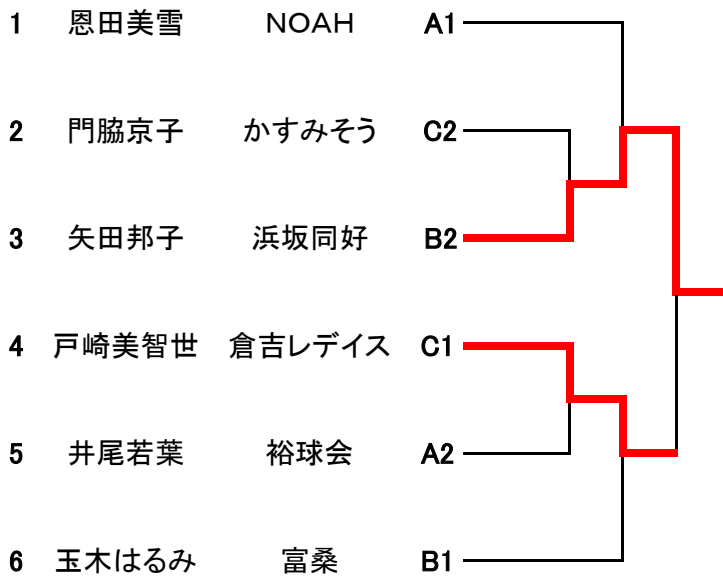 1 恩田美雪 NOAH A1
2 門脇京子 かすみそう C2
3 矢田邦子 浜坂同好 B2
4 戸崎美智世 倉吉レデイス C1
5 井尾若葉 裕球会 A2
6 玉木はるみ 富桑 B1